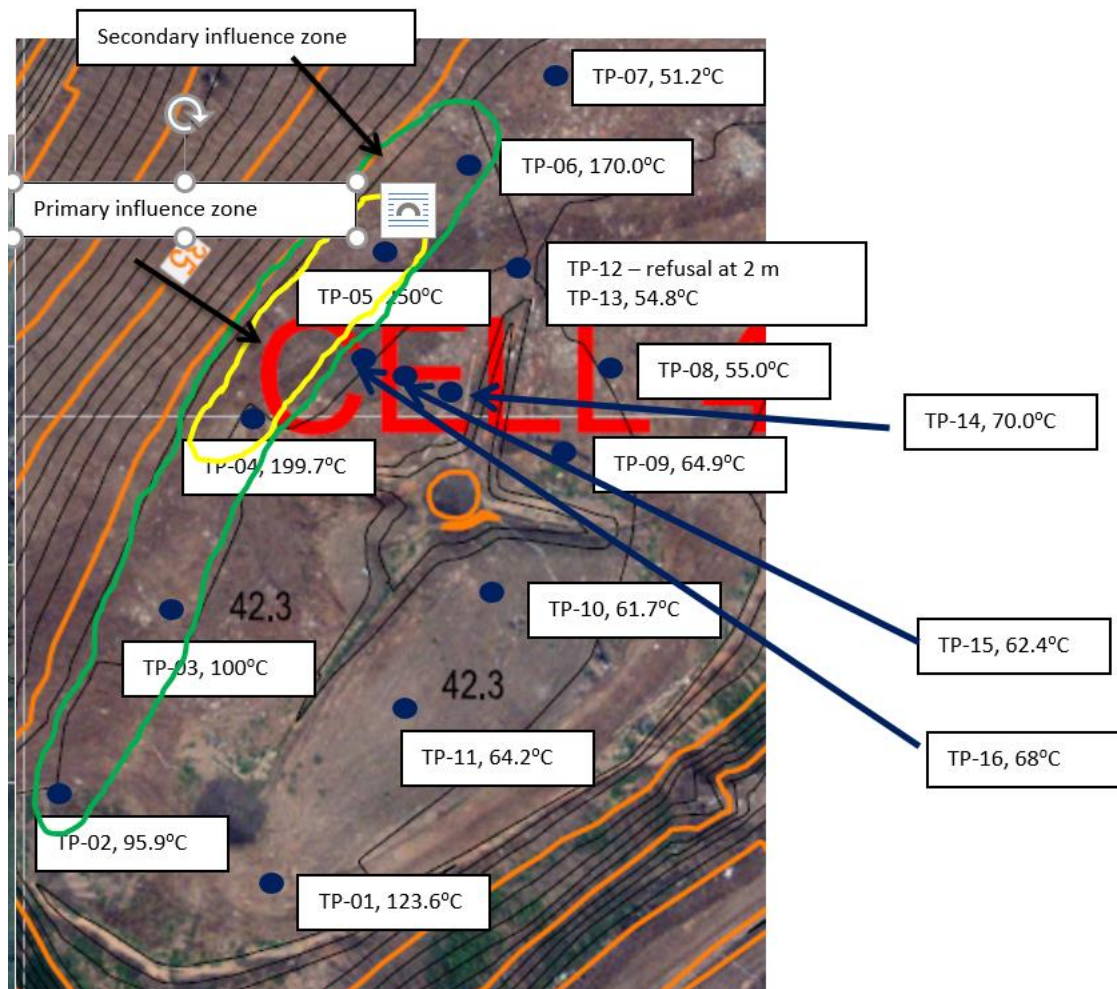 Secondary influence zone
TP-07, 51.2°C
TP-06, 170.0°C
Primary influence zone
35
TP-12 – refusal at 2 m
TP-13, 54.8°C
TP-05, 250°C
CELL
TP-08, 55.0°C
TP-14, 70.0°C
TP-04, 199.7°C
TP-09, 64.9°C
42.3
TP-10, 61.7°C
TP-15, 62.4°C
TP-03, 100°C
42.3
TP-11, 64.2°C
TP-16, 68°C
TP-02, 95.9°C
TP-01, 123.6°C